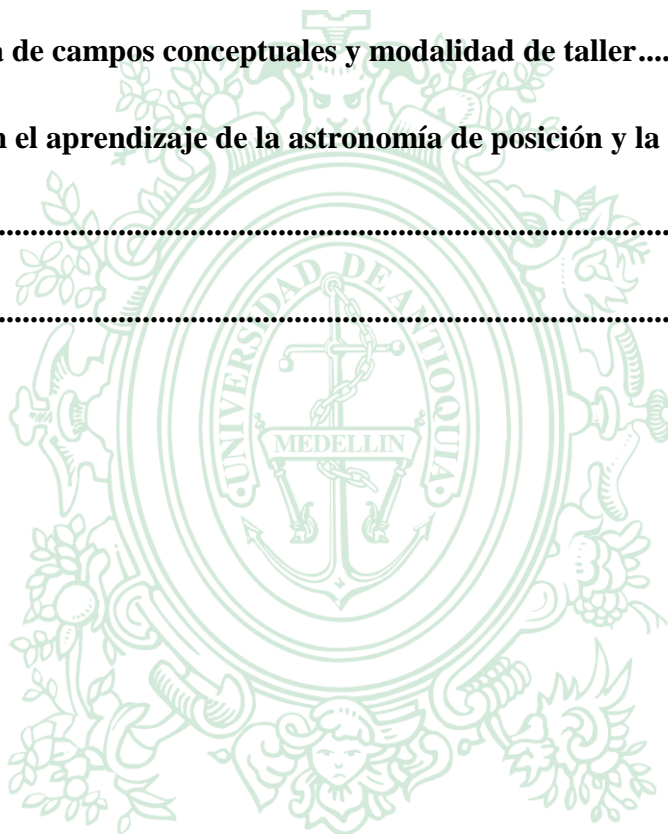 a de campos conceptuales y modalidad de taller....
n el aprendizaje de la astronomía de posición y la
....................................................................................
....................................................................................
UNIVERSIDAD DE ANTIOQUIA
MEDELLIN